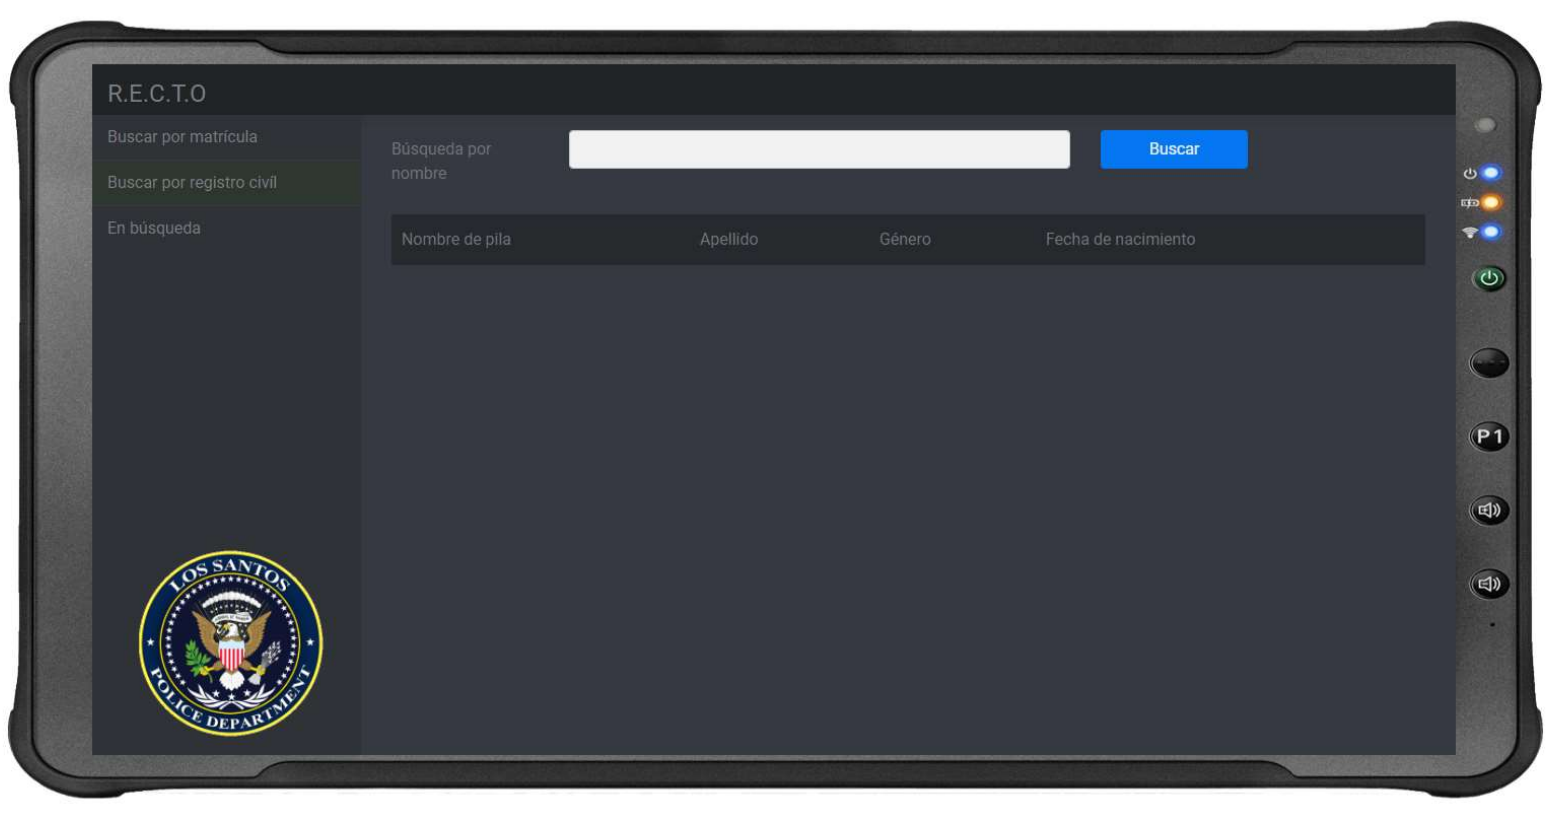 R.E.C.T.O
Buscar por matrícula
Buscar por registro civíl
En búsqueda
Búsqueda por
nombre
Buscar
Nombre de pila Apellido Género Fecha de nacimiento
LOS SANTOS
POLICE DEPARTMENT
P1